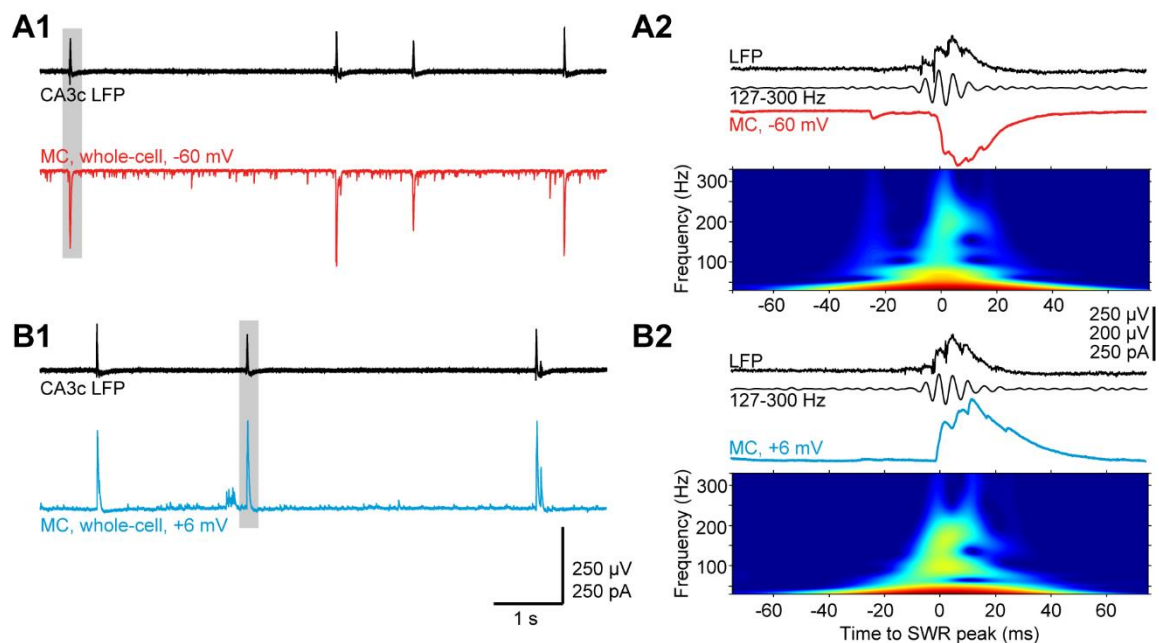 A1
CA3c LFP
MC, whole-cell, -60 mV
A2
LFP
127-300 Hz
MC, -60 mV
Frequency (Hz)
300
200
100
-60 -40 -20 0 20 40 60
250 µV
200 µV
250 pA
B1
CA3c LFP
MC, whole-cell, +6 mV
250 µV
250 pA
1 s
B2
LFP
127-300 Hz
MC, +6 mV
Frequency (Hz)
300
200
100
-60 -40 -20 0 20 40 60
Time to SWR peak (ms)